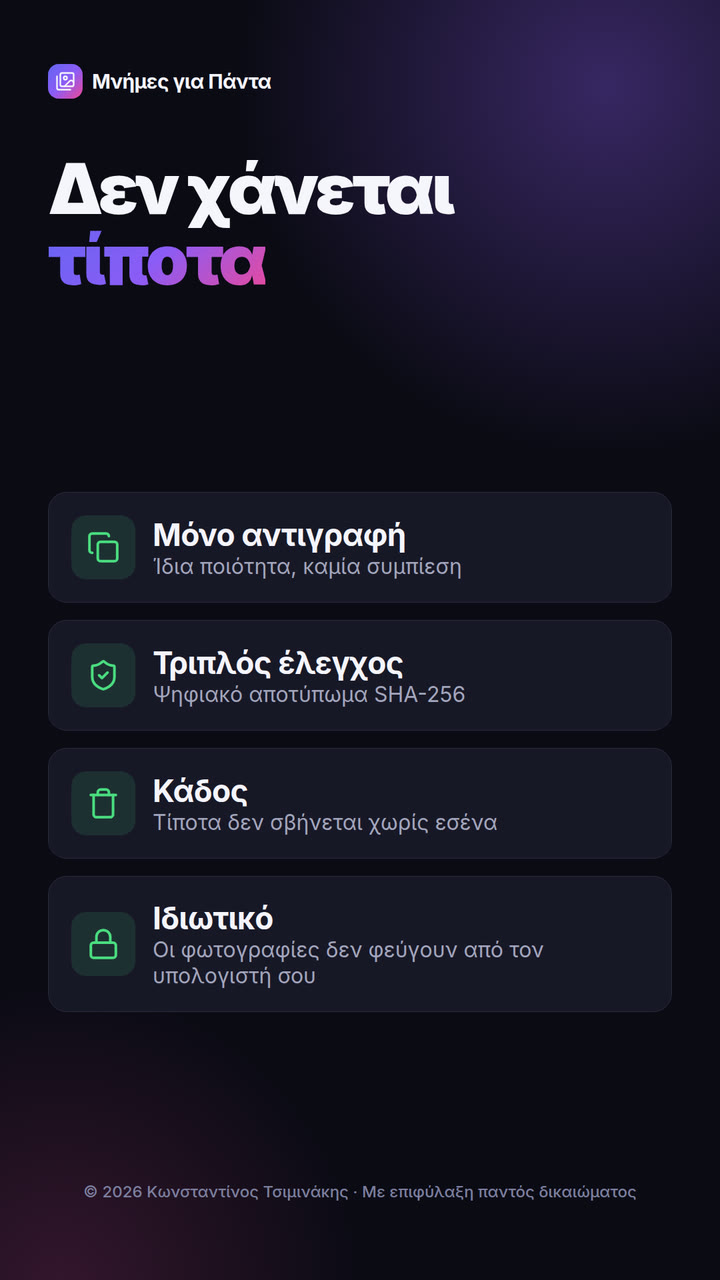 Μνήμες για Πάντα
Δεν χάνεται
τίποτα
Μόνο αντιγραφή
Ίδια ποιότητα, καμία συμπίεση
Τριπλός έλεγχος
Ψηφιακό αποτύπωμα SHA-256
Κάδος
Τίποτα δεν σβήνεται χωρίς εσένα
Ιδιωτικό
Οι φωτογραφίες δεν φεύγουν από τον
υπολογιστή σου
© 2026 Κωνσταντίνος Τσιμινάκης · Με επιφύλαξη παντός δικαιώματος